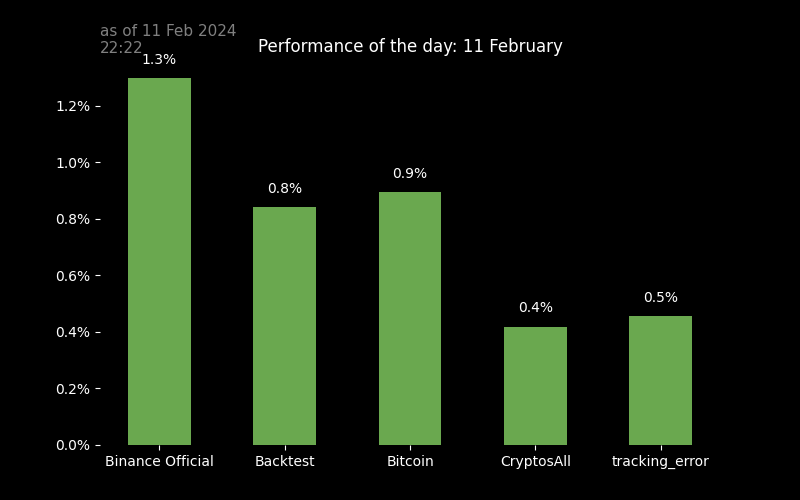 as of 11 Feb 2024
22:22
Performance of the day: 11 February
1.3%
0.8%
0.9%
0.4%
0.5%
1.2%
1.0%
0.8%
0.6%
0.4%
0.2%
0.0%
Binance Official
Backtest
Bitcoin
CryptosAll
tracking_error